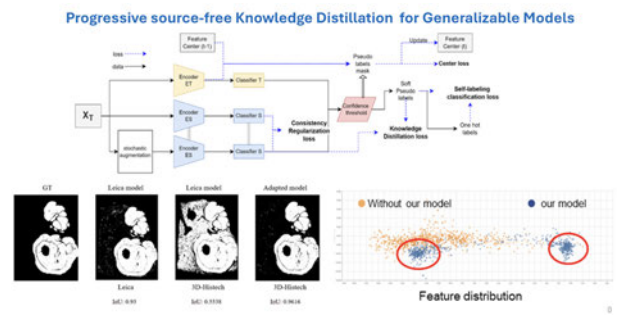 Progressive source-free Knowledge Distillation for Generalizable Models
loss
data
Feature
Center (t-1)
Update
Feature
Center (t)
Pseudo
labels
mask
Center loss
Encoder
ET
Classifier T
XT
Encoder
ES
Classifier S
Confidence
threshold
Soft
Pseudo
labels
Self-labeling
classification loss
Consistency
Regularization
loss
stochastic
augmentation
Encoder
ES
Classifier S
Knowledge
Distillation loss
One hot
labels
GT
Leica model
Leica model
Adapted model
Leica
3D-Histech
3D-Histech
IoU: 0.93
IoU: 0.5538
IoU: 0.9616
Without our model
our model
Feature distribution
8